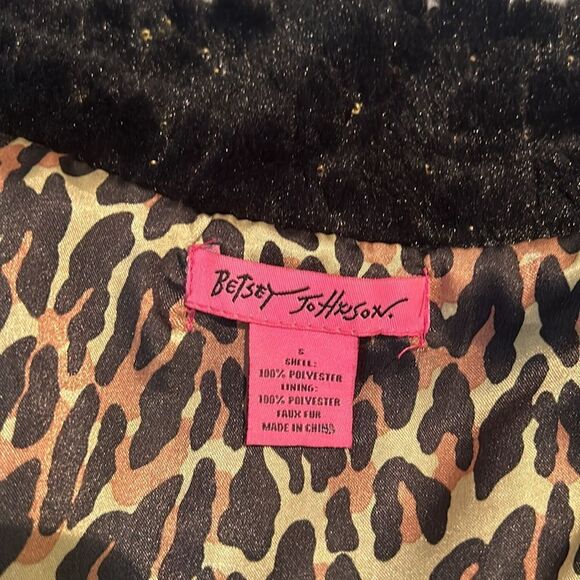 BETSEY JOHNSON.
S
SHELL:
100% POLYESTER
LINING:
100% POLYESTER
FAUX FUR
MADE IN CHINA